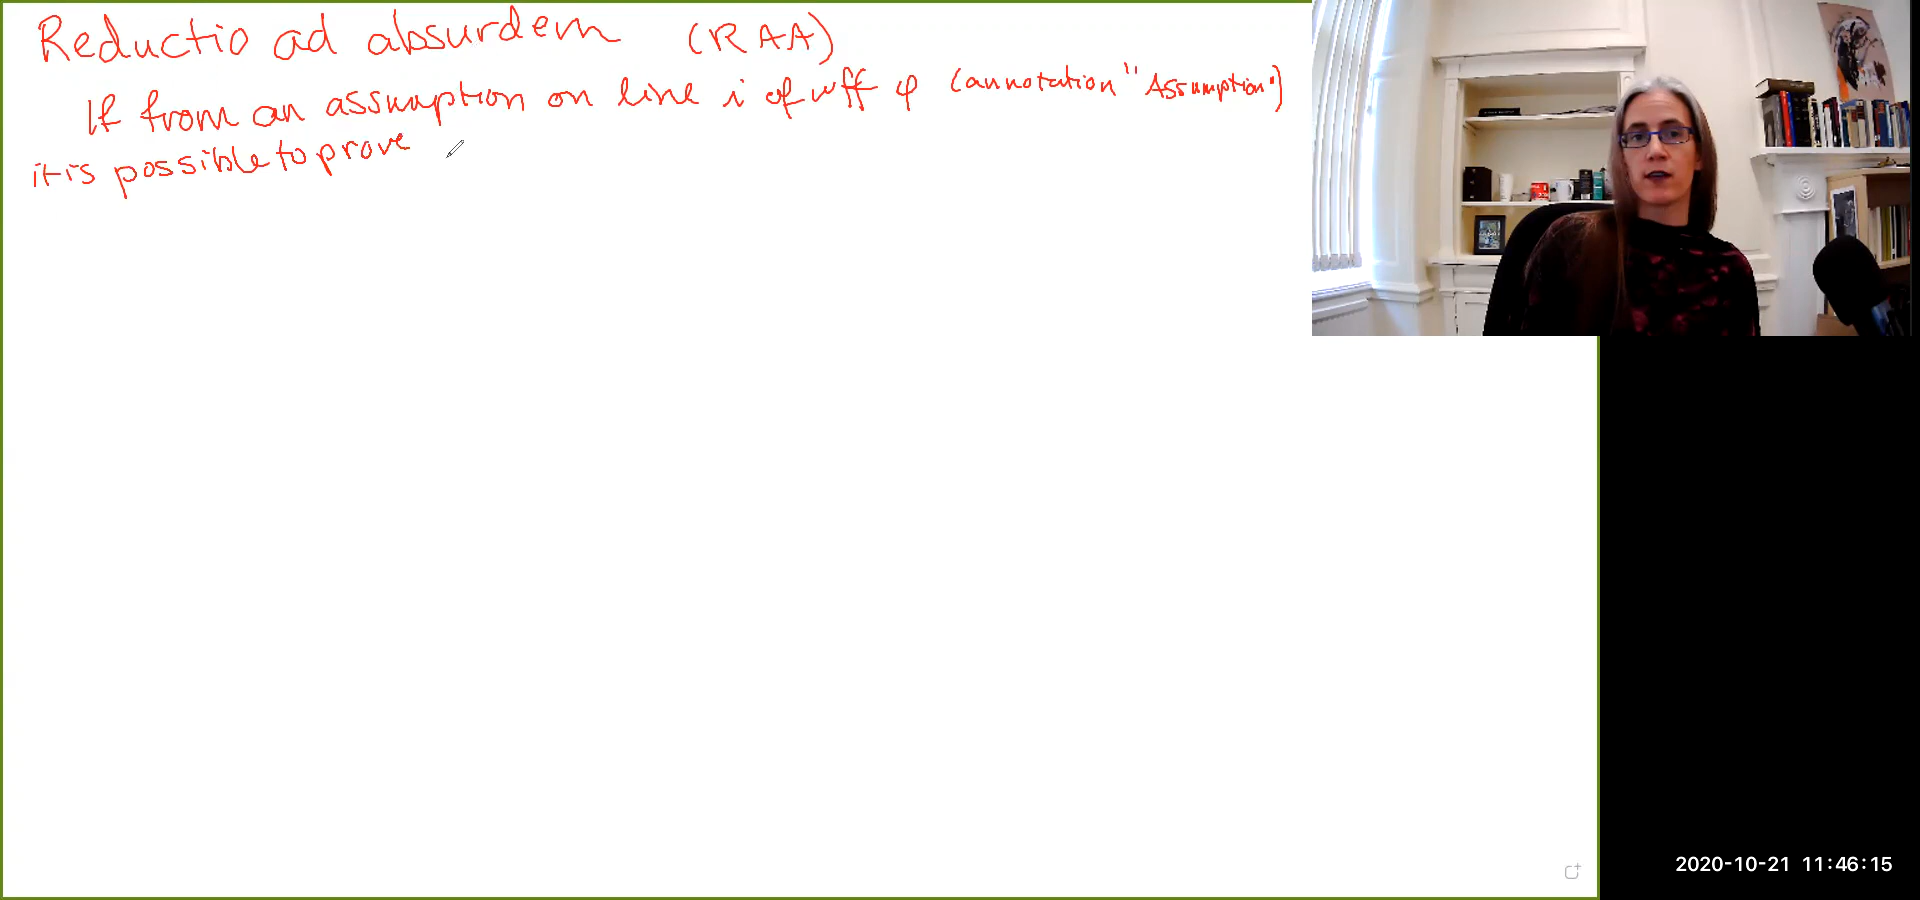 Reductio ad absurdem (RAA)
If from an assumption on line i of wff φ (annotation "Assumption")
it is possible to prove
2020-10-21 11:46:15